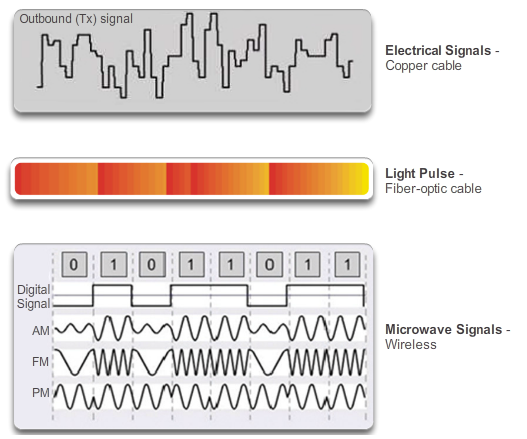 Outbound (Tx) signal
Electrical Signals -
Copper cable
Light Pulse -
Fiber-optic cable
0 1 0 1 1 0 1 1
Digital
Signal
AM
FM
PM
Microwave Signals -
Wireless